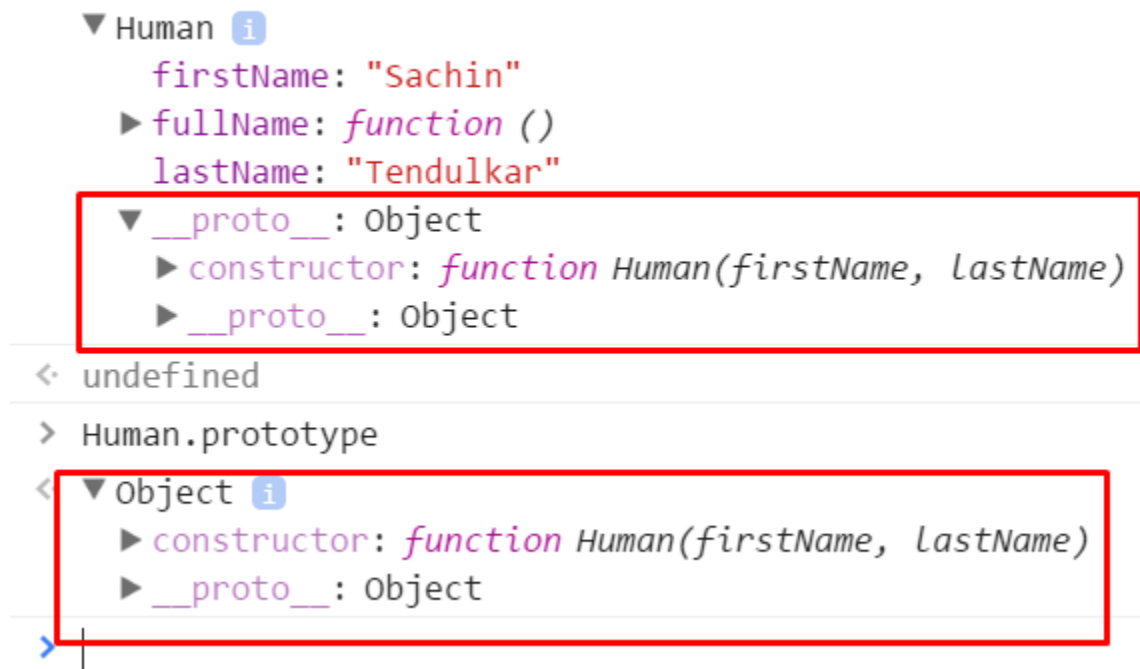 ▼ Human i
firstName: "Sachin"
▶ fullName: function ()
lastName: "Tendulkar"
▼ __proto__: Object
▶ constructor: function Human(firstName, lastName)
▶ __proto__: Object
undefined
> Human.prototype
▼ Object i
▶ constructor: function Human(firstName, lastName)
▶ __proto__: Object
>